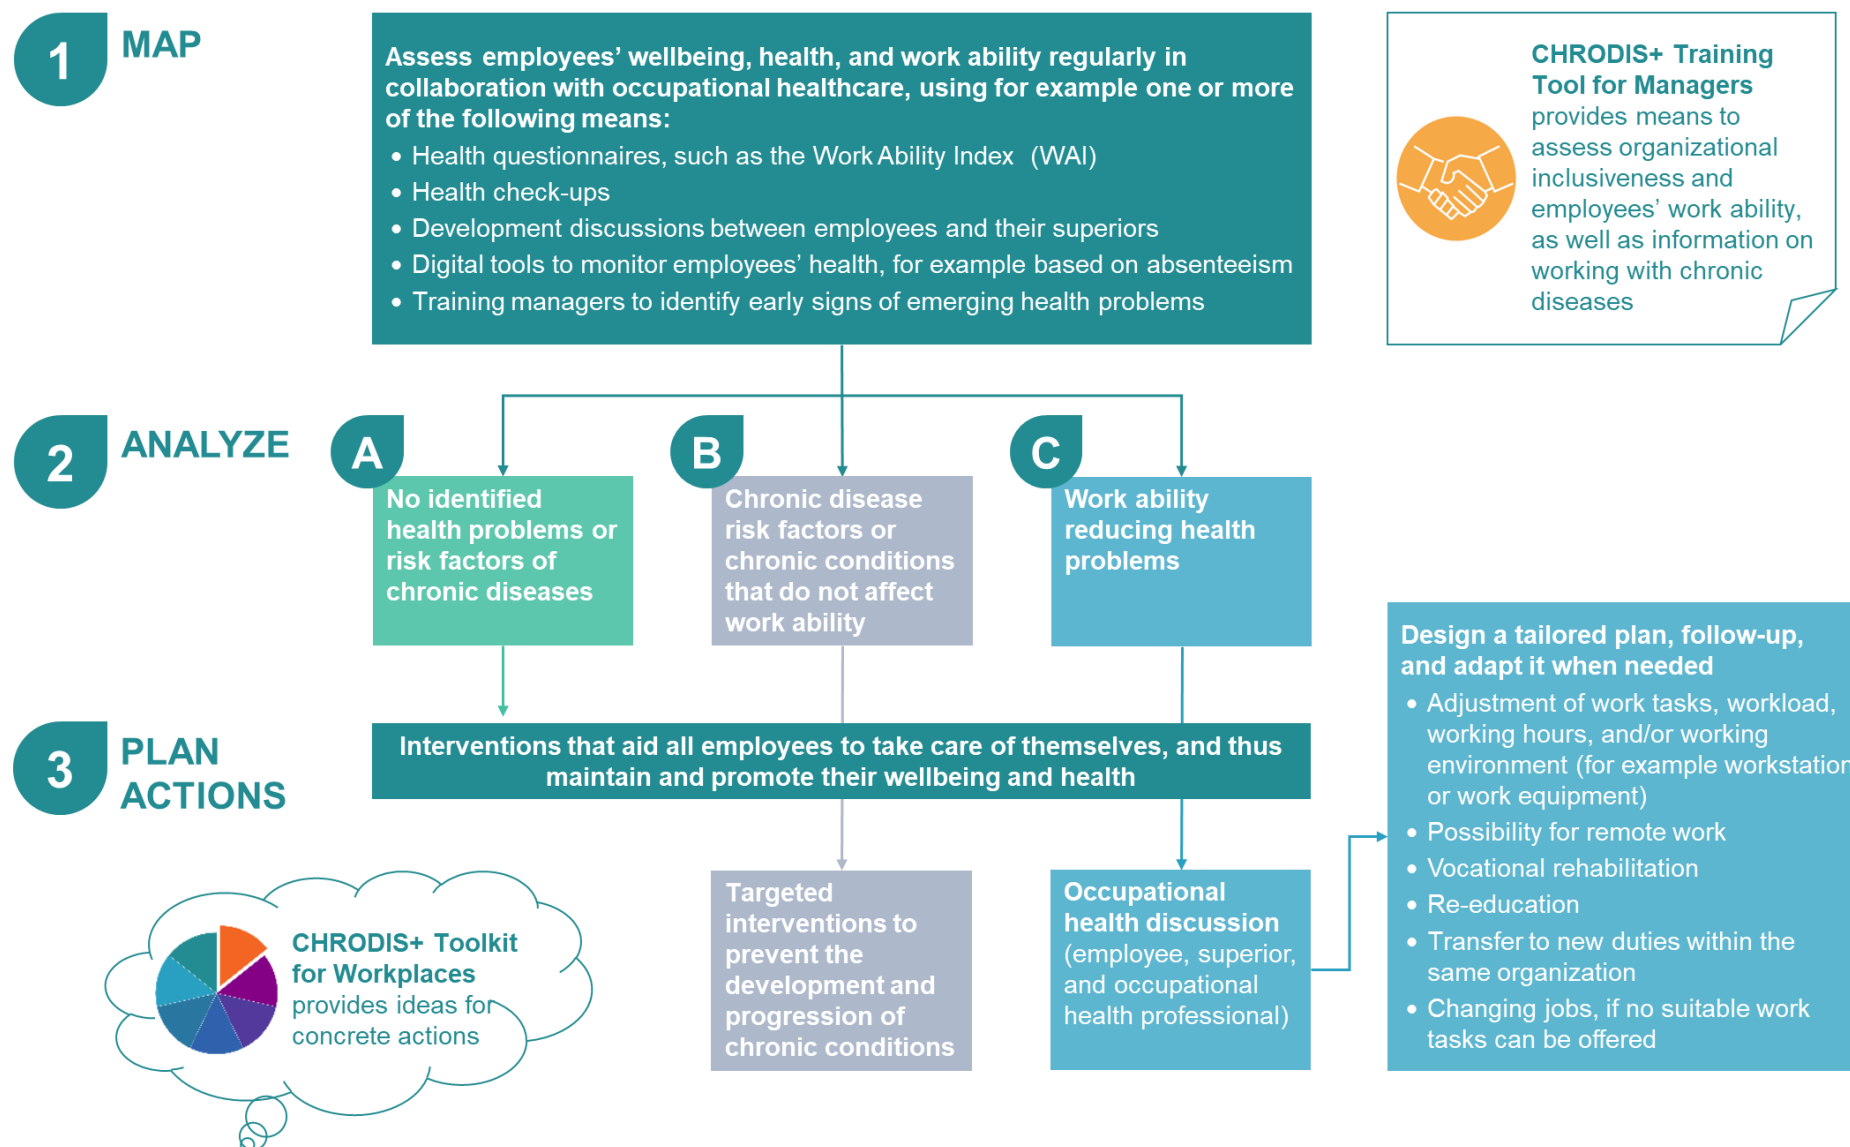 1
MAP
Assess employees’ wellbeing, health, and work ability regularly in
collaboration with occupational healthcare, using for example one or more
of the following means:
• Health questionnaires, such as the Work Ability Index (WAI)
• Health check-ups
• Development discussions between employees and their superiors
• Digital tools to monitor employees’ health, for example based on absenteeism
• Training managers to identify early signs of emerging health problems
CHRODIS+ Training
Tool for Managers
provides means to
assess organizational
inclusiveness and
employees’ work ability,
as well as information on
working with chronic
diseases
2
ANALYZE
A
No identified
health problems or
risk factors of
chronic diseases
B
Chronic disease
risk factors or
chronic conditions
that do not affect
work ability
C
Work ability
reducing health
problems
3
PLAN
ACTIONS
Interventions that aid all employees to take care of themselves, and thus
maintain and promote their wellbeing and health
CHRODIS+ Toolkit
for Workplaces
provides ideas for
concrete actions
Targeted
interventions to
prevent the
development and
progression of
chronic conditions
Occupational
health discussion
(employee, superior,
and occupational
health professional)
Design a tailored plan, follow-up,
and adapt it when needed
• Adjustment of work tasks, workload,
working hours, and/or working
environment (for example workstation
or work equipment)
• Possibility for remote work
• Vocational rehabilitation
• Re-education
• Transfer to new duties within the
same organization
• Changing jobs, if no suitable work
tasks can be offered